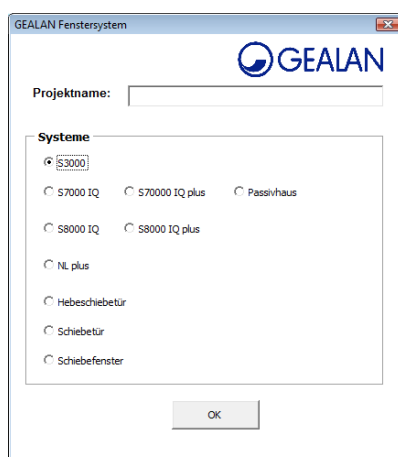 GEALAN Fenstersystem
GEALAN
Projektname:
Systeme
S3000
S7000 IQ S70000 IQ plus Passivhaus
S8000 IQ S8000 IQ plus
NL plus
Hebeschiebetür
Schiebetür
Schiebefenster
OK